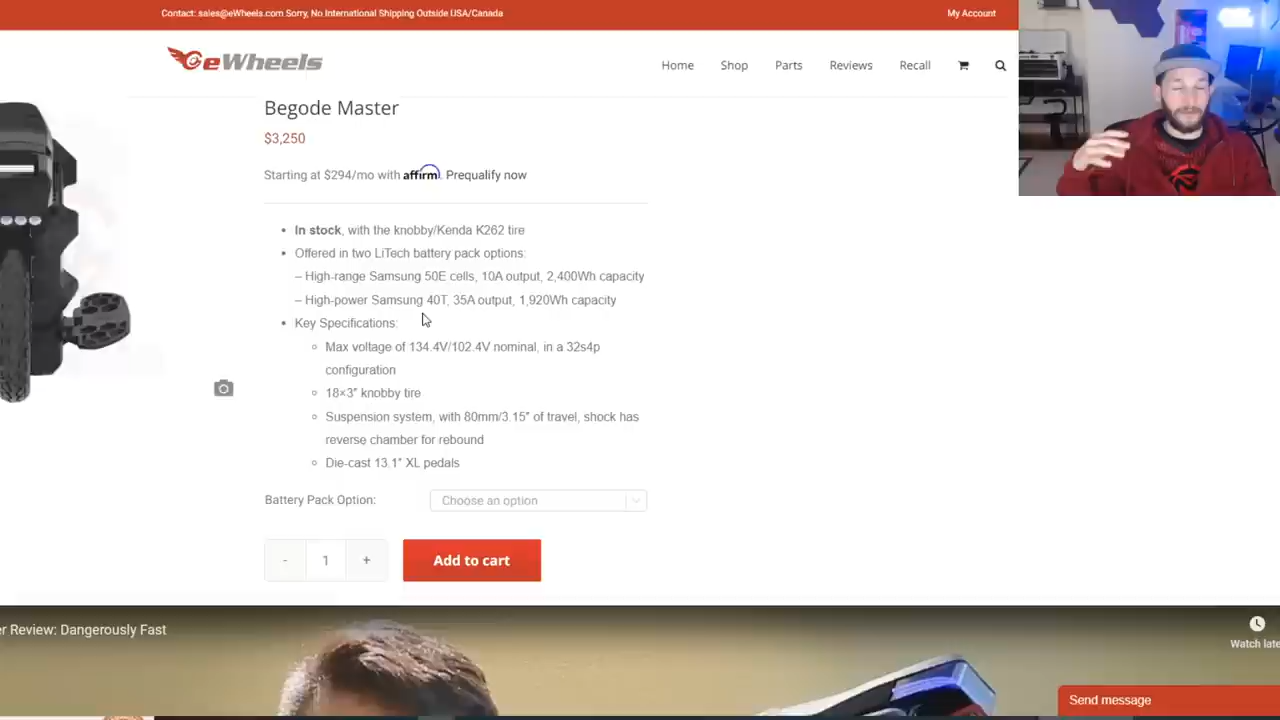 Contact: sales@eWheels.com Sorry, No International Shipping Outside USA/Canada
My Account
eWheels
Home
Shop
Parts
Reviews
Recall
Begode Master
$3,250
Starting at $294/mo with affirm. Prequalify now
• In stock, with the knobby/Kenda K262 tire
• Offered in two LiTech battery pack options:
– High-range Samsung 50E cells, 10A output, 2,400Wh capacity
– High-power Samsung 40T, 35A output, 1,920Wh capacity
• Key Specifications:
Max voltage of 134.4V/102.4V nominal, in a 32s4p
configuration
18×3″ knobby tire
Suspension system, with 80mm/3.15″ of travel, shock has
reverse chamber for rebound
Die-cast 13.1″ XL pedals
Battery Pack Option:
Choose an option
- 1 +
Add to cart
er Review: Dangerously Fast
Watch late
Send message